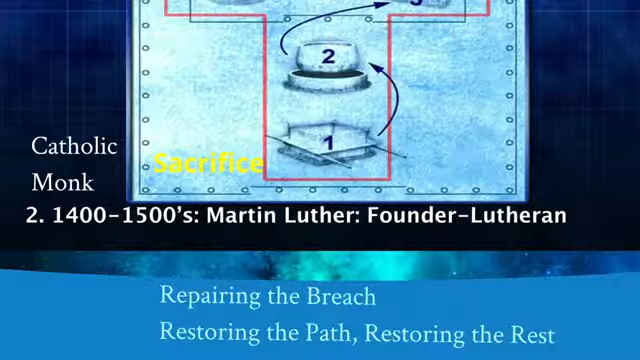 2
1
Catholic
Monk
Sacrifice
2. 1400-1500's: Martin Luther: Founder-Lutheran
Repairing the Breach
Restoring the Path, Restoring the Rest